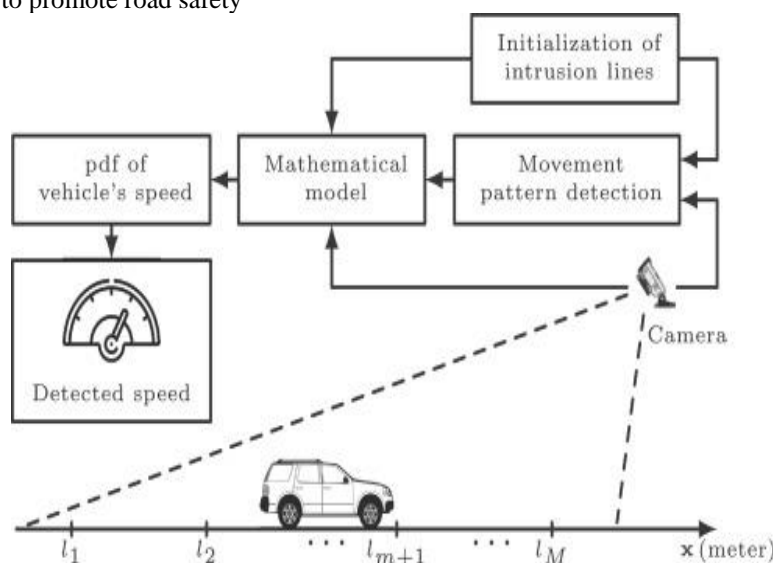 to promote road safety
Initialization of
intrusion lines
pdf of
vehicle's speed
Mathematical
model
Movement
pattern detection
Camera
Detected speed
l₁ l₂ ... lₘ₊₁ ... l_M x (meter)